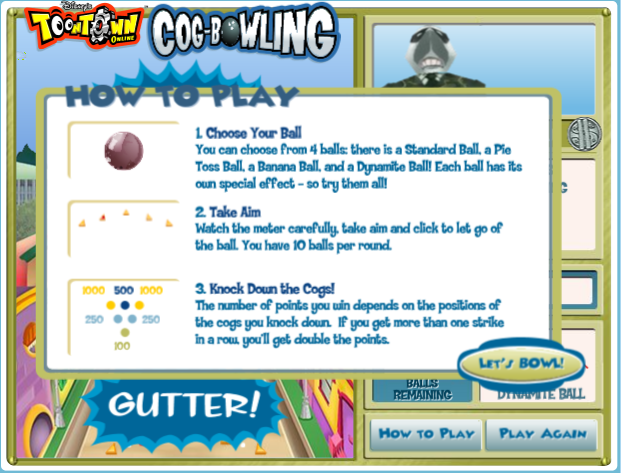 Disney's
TOONTOWN
ONLINE
COG-BOWLING
HOW TO PLAY
1. Choose Your Ball
You can choose from 4 balls: there is a Standard Ball, a Pie
Toss Ball, a Banana Ball, and a Dynamite Ball! Each ball has its
own special effect - so try them all!
2. Take Aim
Watch the meter carefully, take aim and click to let go of
the ball. You have 10 balls per round.
1000 500 1000
250 250
100
3. Knock Down the Cogs!
The number of points you win depends on the positions of
the cogs you knock down. If you get more than one strike
in a row, you'll get double the points.
LET'S BOWL!
GUTTER!
BALLS
REMAINING
DYNAMITE BALL
HOW TO PLAY
PLAY AGAIN